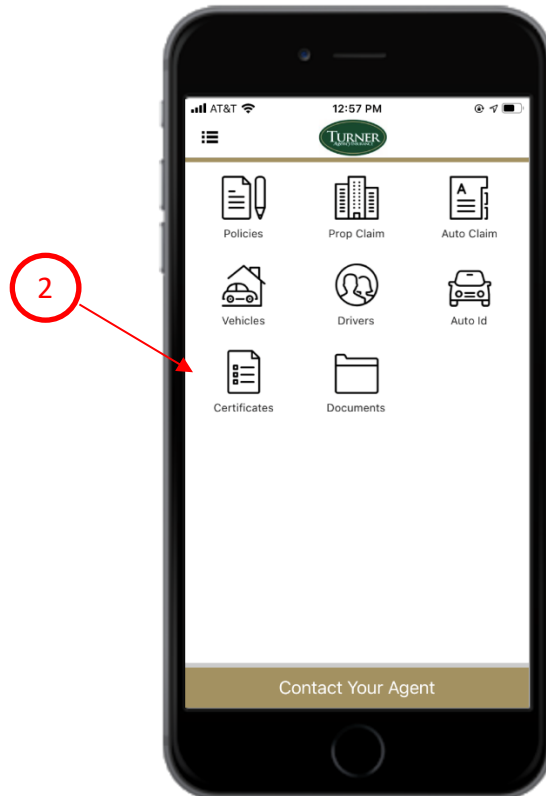 AT&T 12:57 PM
TURNER
Policies Prop Claim Auto Claim
2
Vehicles Drivers Auto Id
Certificates Documents
Contact Your Agent